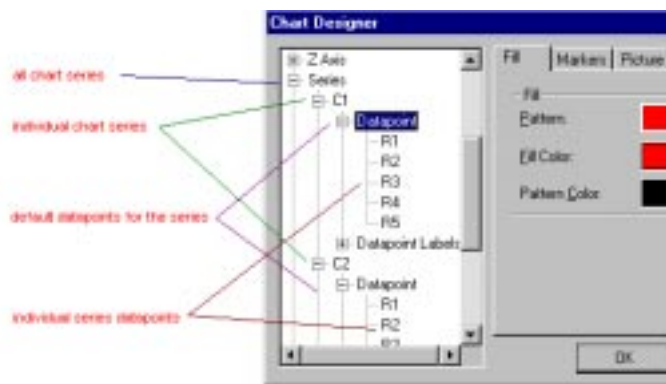 Chart Designer
all chart series
individual chart series
default datapoints for the series
individual series datapoints
Z Axis
Series
C1
Datapoint
R1
R2
R3
R4
R5
Datapoint Labels
C2
Datapoint
R1
R2
Fill
Markers
Picture
Fill
Pattern:
Fill Color:
Pattern Color:
OK